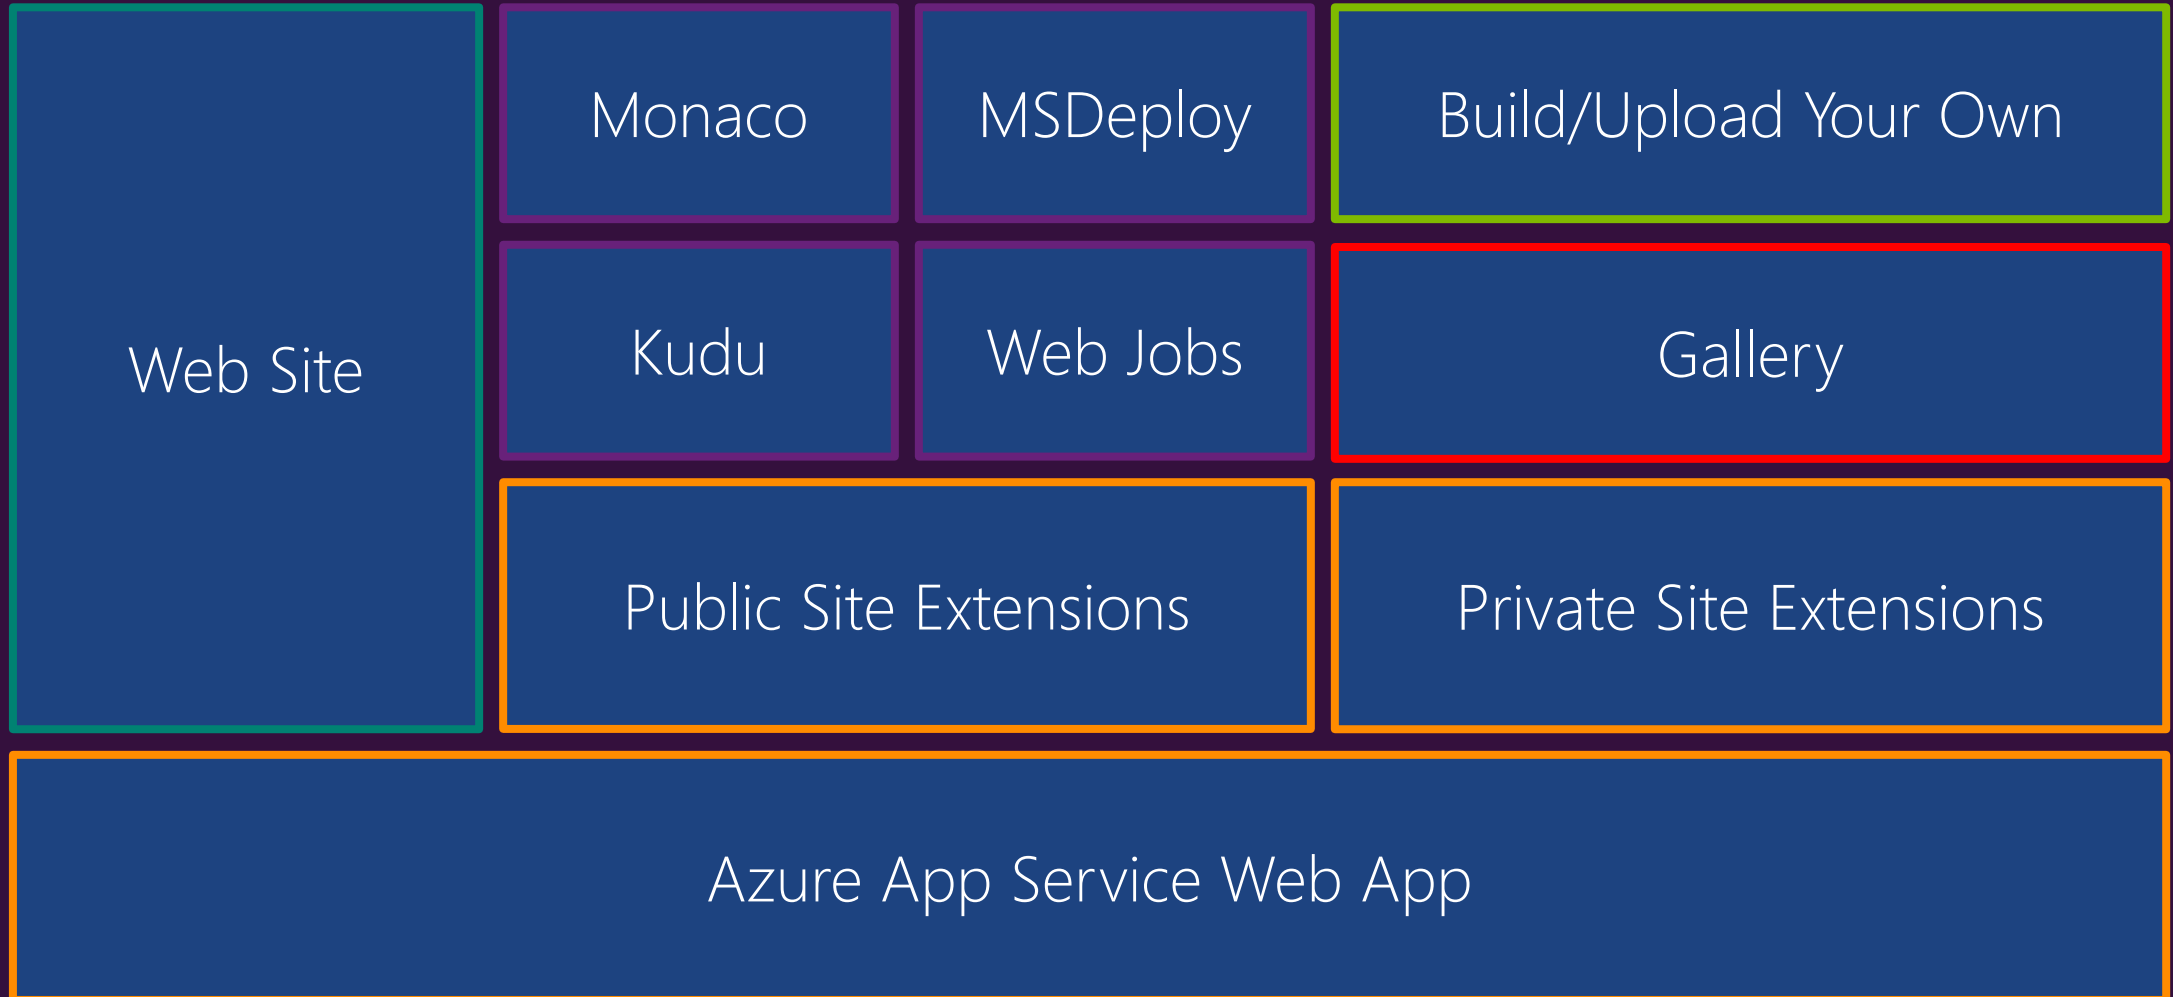 Web Site
Monaco
MSDeploy
Build/Upload Your Own
Kudu
Web Jobs
Gallery
Public Site Extensions
Private Site Extensions
Azure App Service Web App